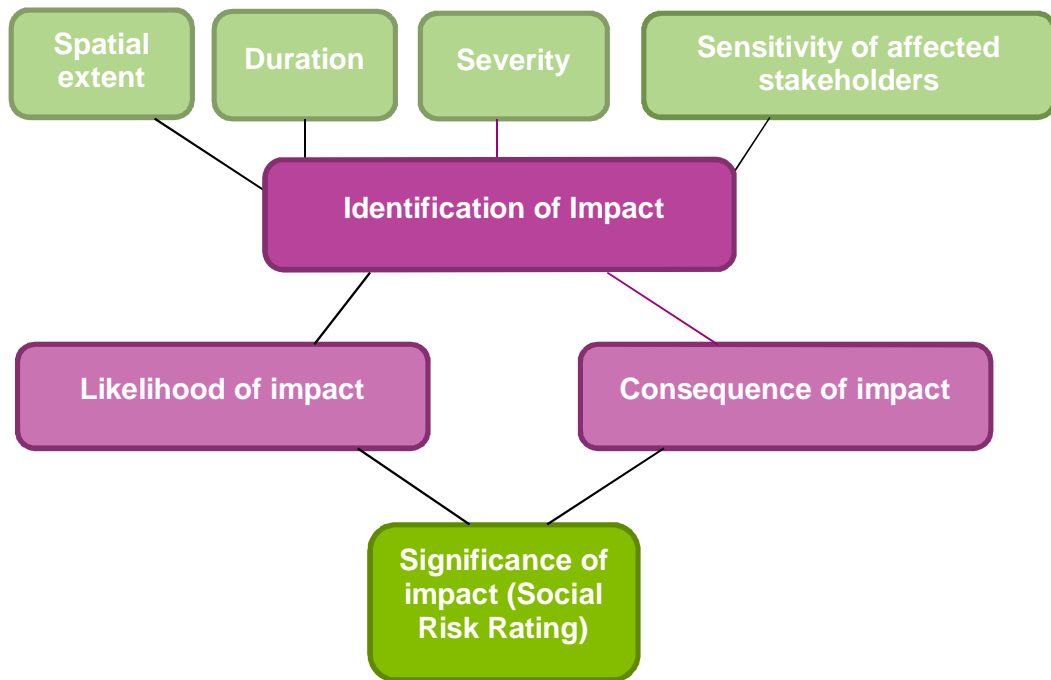 Spatial
extent
Duration
Severity
Sensitivity of affected
stakeholders
Identification of Impact
Likelihood of impact
Consequence of impact
Significance of
impact (Social
Risk Rating)